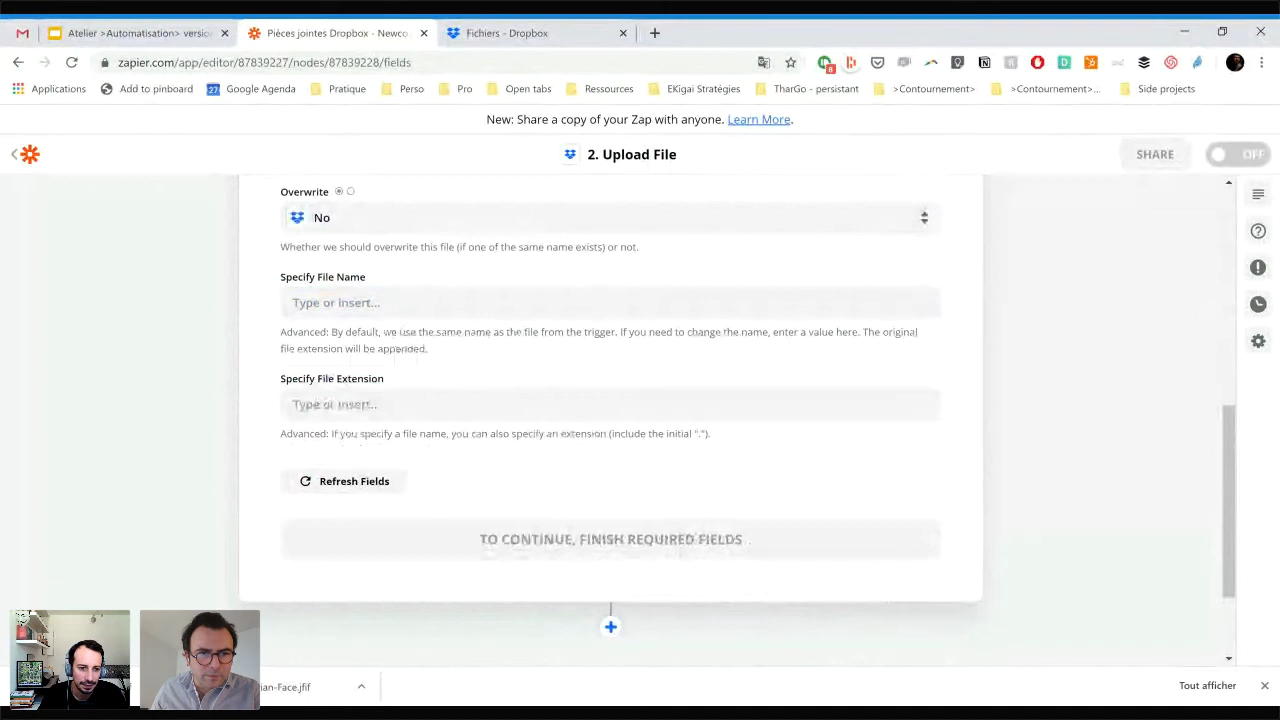 Atelier >Automatisation> versio
Pièces jointes Dropbox - Newco
Fichiers - Dropbox
zapier.com/app/editor/87839227/nodes/87839228/fields
8
Applications
Add to pinboard
27
Google Agenda
Pratique
Perso
Pro
Open tabs
Ressources
EKigai Stratégies
TharGo - persistant
>Contournement>
>Contournement>...
Side projects
New: Share a copy of your Zap with anyone. Learn More.
2. Upload File
SHARE
OFF
Overwrite
No
Whether we should overwrite this file (if one of the same name exists) or not.
Specify File Name
Type or insert...
Advanced: By default, we use the same name as the file from the trigger. If you need to change the name, enter a value here. The original
file extension will be appended.
Specify File Extension
Type or insert...
Advanced: If you specify a file name, you can also specify an extension (include the initial ".").
Refresh Fields
TO CONTINUE, FINISH REQUIRED FIELDS
ian-Face.jfif
Tout afficher